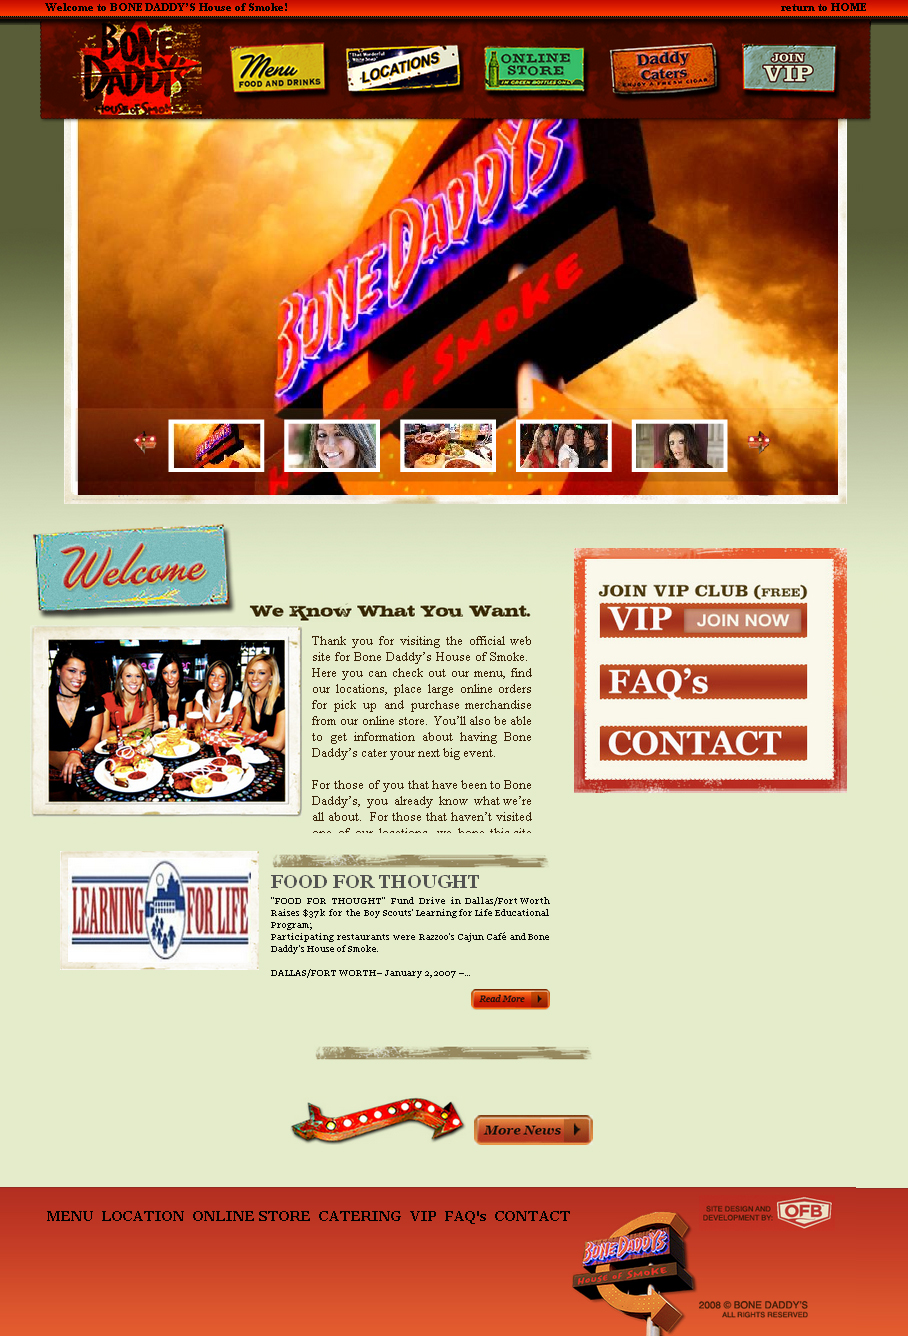 Welcome to BONE DADDY'S House of Smoke!
return to HOME
BONE
DADDY'S
HOUSE OF SMOKE
Menu
FOOD AND DRINKS
"That Wonderful
White Soap"
LOCATIONS
ONLINE
STORE
IN GREEN BOTTLES ONLY
Daddy
Caters
ENJOY A FRESH CIGAR
JOIN
VIP
BONE DADDY'S
HOUSE OF SMOKE
Welcome
We Know What You Want.
Thank you for visiting the official web
site for Bone Daddy's House of Smoke.
Here you can check out our menu, find
our locations, place large online orders
for pick up and purchase merchandise
from our online store. You'll also be able
to get information about having Bone
Daddy's cater your next big event.
For those of you that have been to Bone
Daddy's, you already know what we're
all about. For those that haven't visited
one of our locations, we hope this site
JOIN VIP CLUB (FREE)
VIP JOIN NOW
FAQ's
CONTACT
LEARNING FOR LIFE
FOOD FOR THOUGHT
"FOOD FOR THOUGHT" Fund Drive in Dallas/Fort Worth
Raises $37k for the Boy Scouts' Learning for Life Educational
Program;
Participating restaurants were Razzoo's Cajun Café and Bone
Daddy's House of Smoke.
DALLAS/FORT WORTH– January 2, 2007 –...
Read More
More News
MENU LOCATION ONLINE STORE CATERING VIP FAQ's CONTACT
SITE DESIGN AND
DEVELOPMENT BY:
OFB
BONE DADDY'S
HOUSE OF SMOKE
2008 © BONE DADDY'S
ALL RIGHTS RESERVED